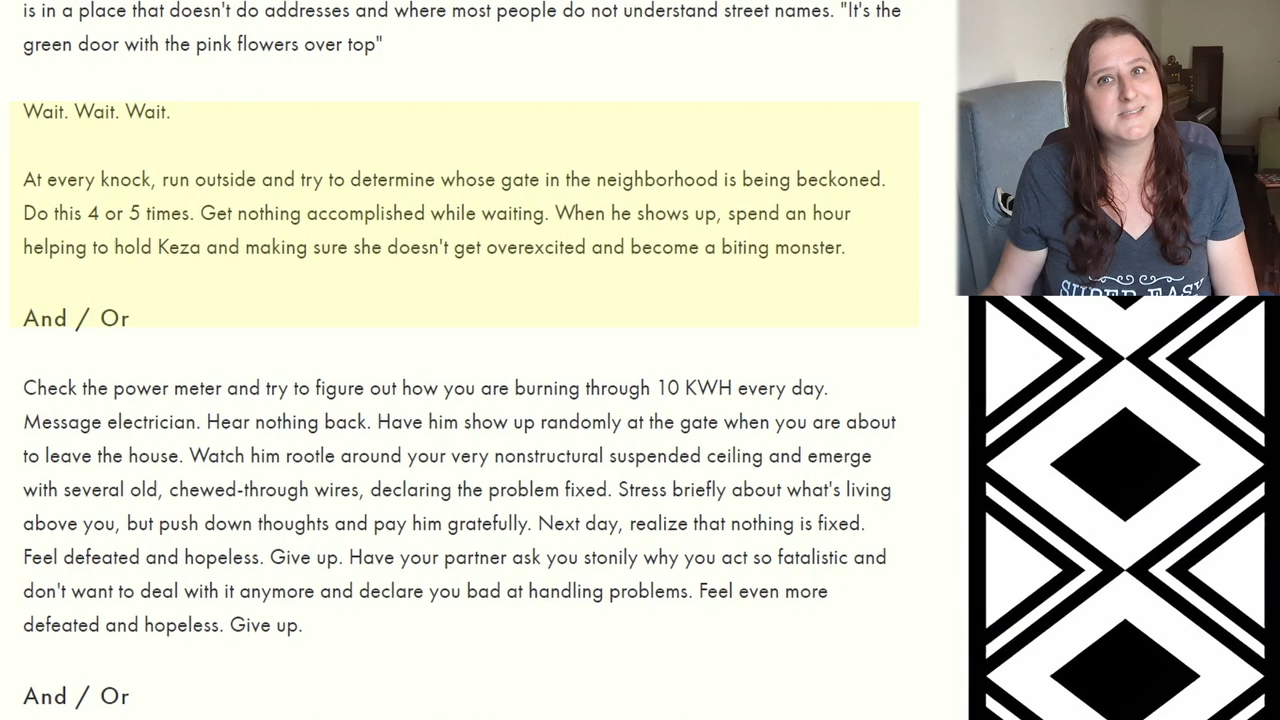 is in a place that doesn't do addresses and where most people do not understand street names. "It's the
green door with the pink flowers over top"
Wait. Wait. Wait.
At every knock, run outside and try to determine whose gate in the neighborhood is being beckoned.
Do this 4 or 5 times. Get nothing accomplished while waiting. When he shows up, spend an hour
helping to hold Keza and making sure she doesn't get overexcited and become a biting monster.
And / Or
Check the power meter and try to figure out how you are burning through 10 KWH every day.
Message electrician. Hear nothing back. Have him show up randomly at the gate when you are about
to leave the house. Watch him rootle around your very nonstructural suspended ceiling and emerge
with several old, chewed-through wires, declaring the problem fixed. Stress briefly about what's living
above you, but push down thoughts and pay him gratefully. Next day, realize that nothing is fixed.
Feel defeated and hopeless. Give up. Have your partner ask you stonily why you act so fatalistic and
don't want to deal with it anymore and declare you bad at handling problems. Feel even more
defeated and hopeless. Give up.
And / Or
SUPER EASY